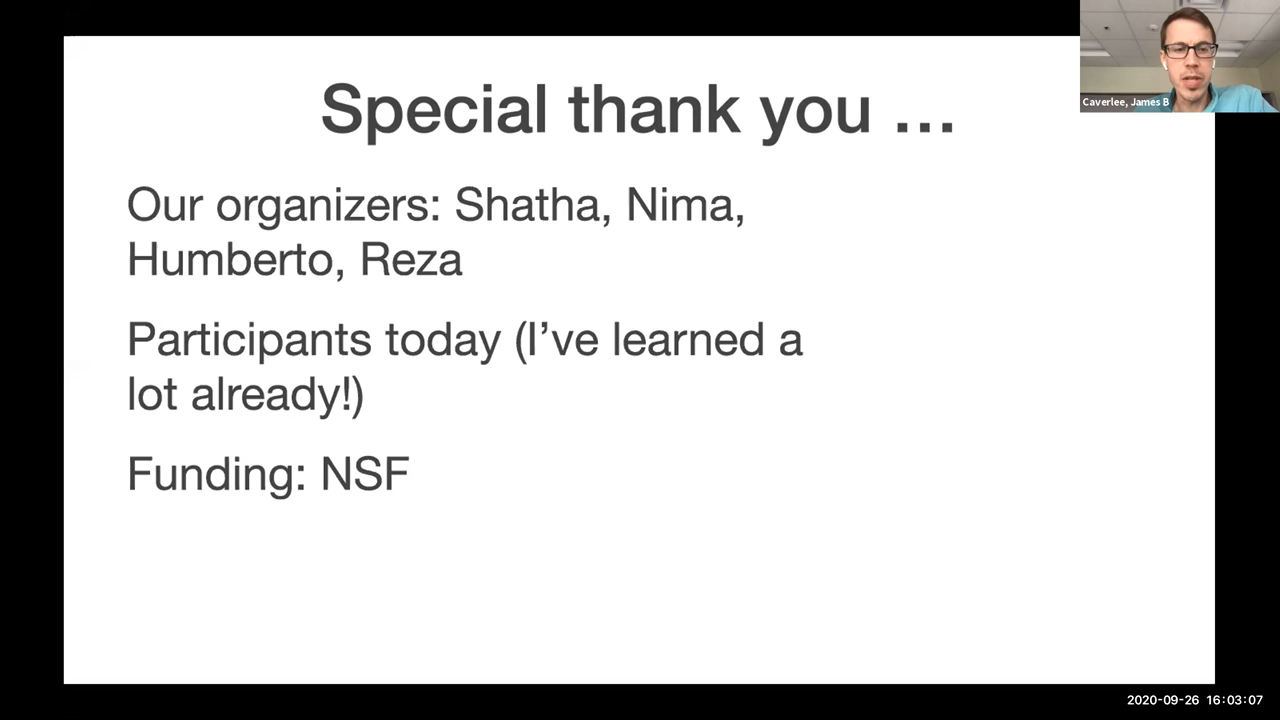 Special thank you …
Caverlee, James B
Our organizers: Shatha, Nima,
Humberto, Reza
Participants today (I’ve learned a
lot already!)
Funding: NSF
2020-09-26 16:03:07